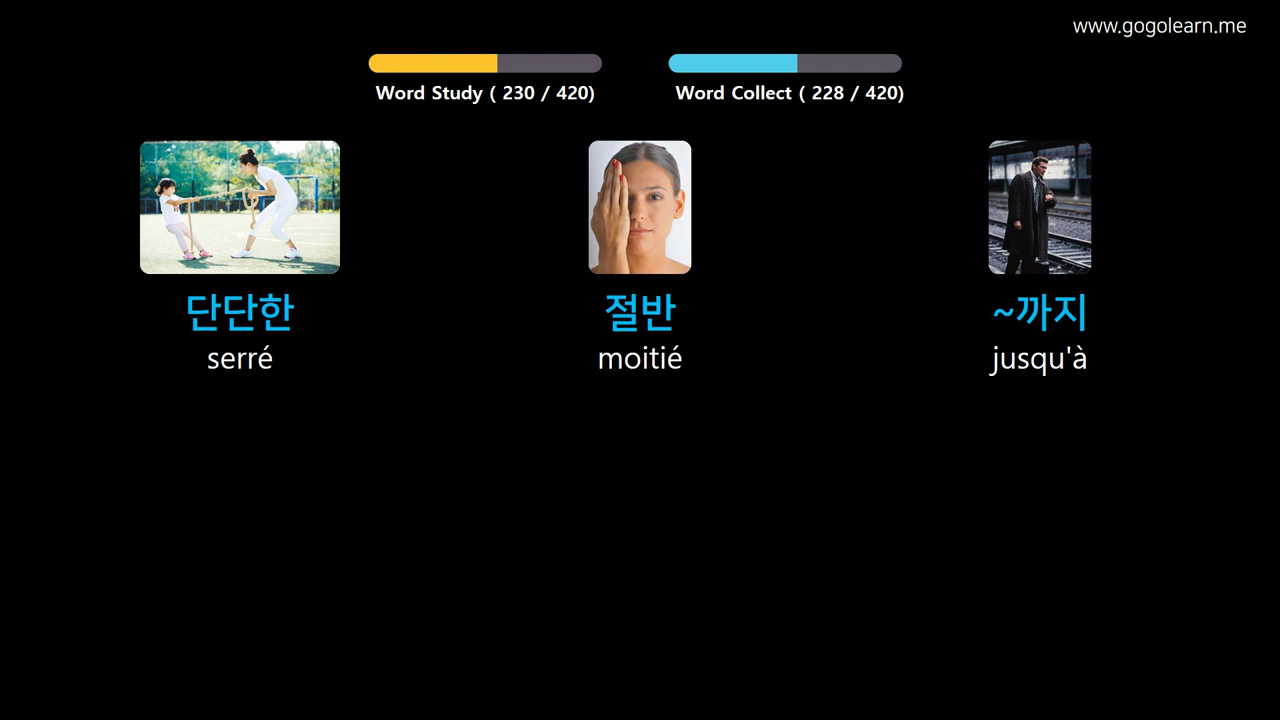 www.gogolearn.me
Word Study ( 230 / 420)
Word Collect ( 228 / 420)
단단한
serré
절반
moitié
~까지
jusqu'à